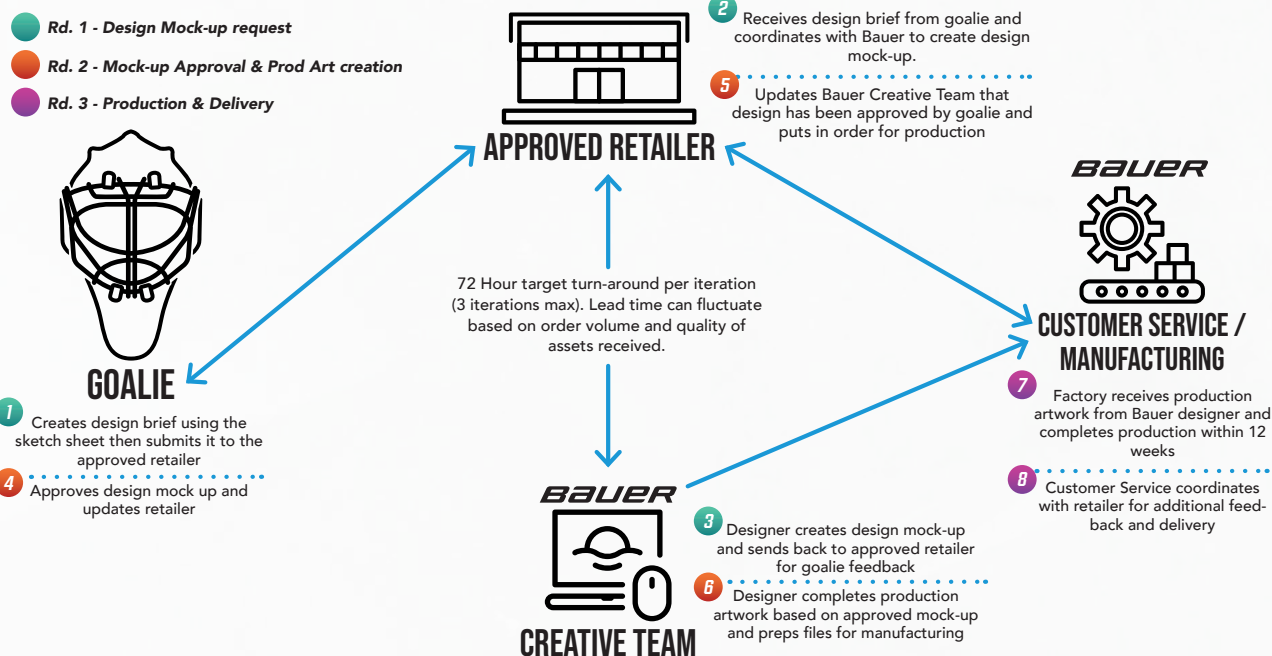 Rd. 1 - Design Mock-up request
Rd. 2 - Mock-up Approval & Prod Art creation
Rd. 3 - Production & Delivery
APPROVED RETAILER
2
Receives design brief from goalie and
coordinates with Bauer to create design
mock-up.
5
Updates Bauer Creative Team that
design has been approved by goalie and
puts in order for production
GOALIE
1
Creates design brief using the
sketch sheet then submits it to the
approved retailer
4
Approves design mock up and
updates retailer
72 Hour target turn-around per iteration
(3 iterations max). Lead time can fluctuate
based on order volume and quality of
assets received.
BAUER
CUSTOMER SERVICE /
MANUFACTURING
7
Factory receives production
artwork from Bauer designer and
completes production within 12
weeks
8
Customer Service coordinates
with retailer for additional feed-
back and delivery
BAUER
CREATIVE TEAM
3
Designer creates design mock-up
and sends back to approved retailer
for goalie feedback
6
Designer completes production
artwork based on approved mock-up
and preps files for manufacturing